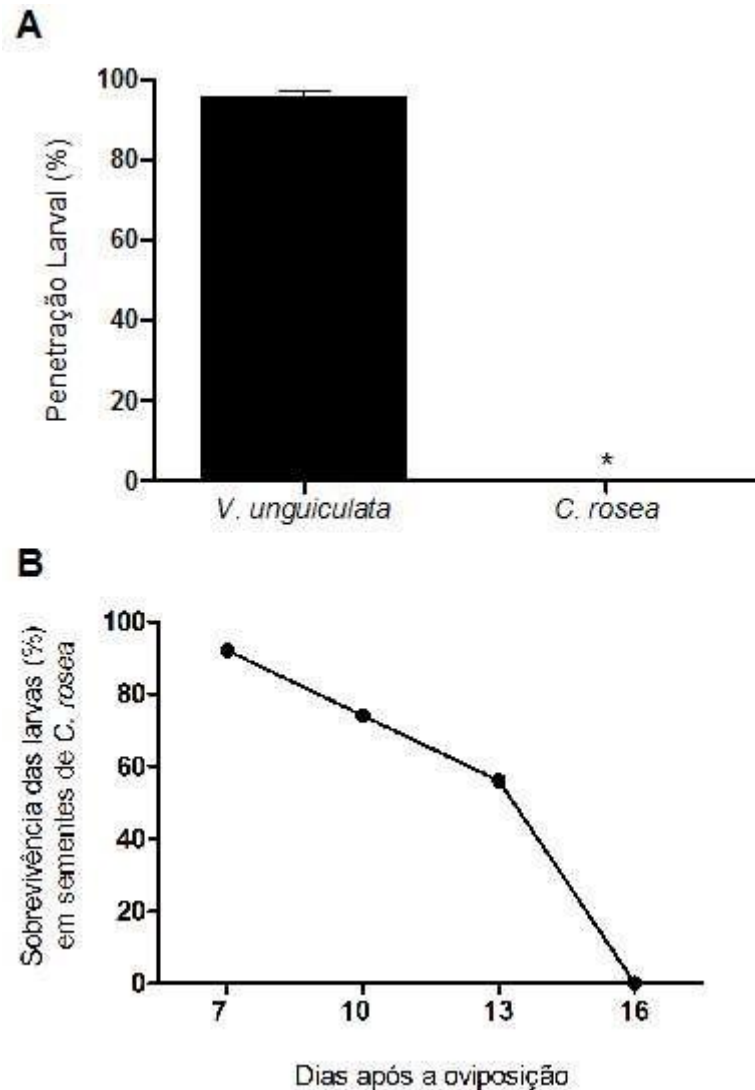 A
Penetração Larval (%)
100
80
60
40
20
0
*
V. unguiculata
C. rosea
B
Sobrevivência das larvas (%)
em sementes de C. rosea
100
80
60
40
20
0
7
10
13
16
Dias após a oviposição